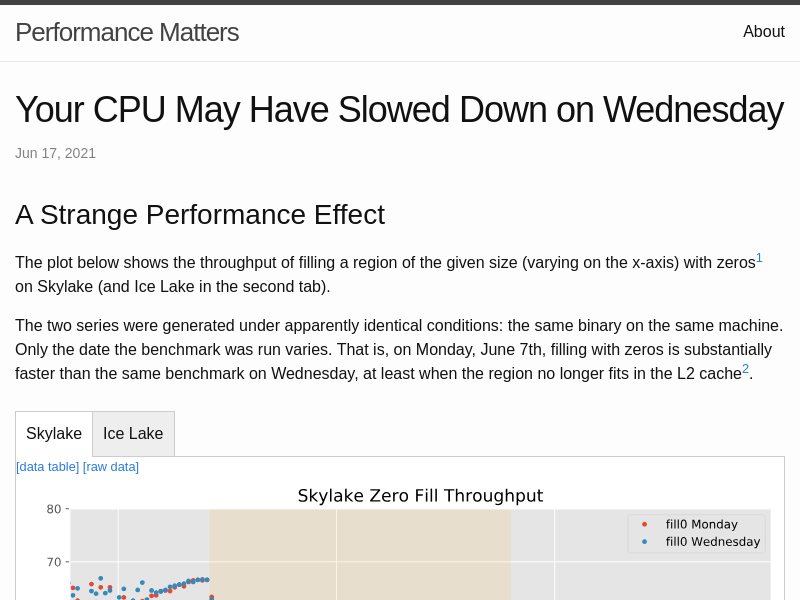 Performance Matters
About
Your CPU May Have Slowed Down on Wednesday
Jun 17, 2021
A Strange Performance Effect
The plot below shows the throughput of filling a region of the given size (varying on the x-axis) with zeros1
on Skylake (and Ice Lake in the second tab).
The two series were generated under apparently identical conditions: the same binary on the same machine.
Only the date the benchmark was run varies. That is, on Monday, June 7th, filling with zeros is substantially
faster than the same benchmark on Wednesday, at least when the region no longer fits in the L2 cache2.
Skylake
Ice Lake
[data table] [raw data]
Skylake Zero Fill Throughput
80
fill0 Monday
fill0 Wednesday
70